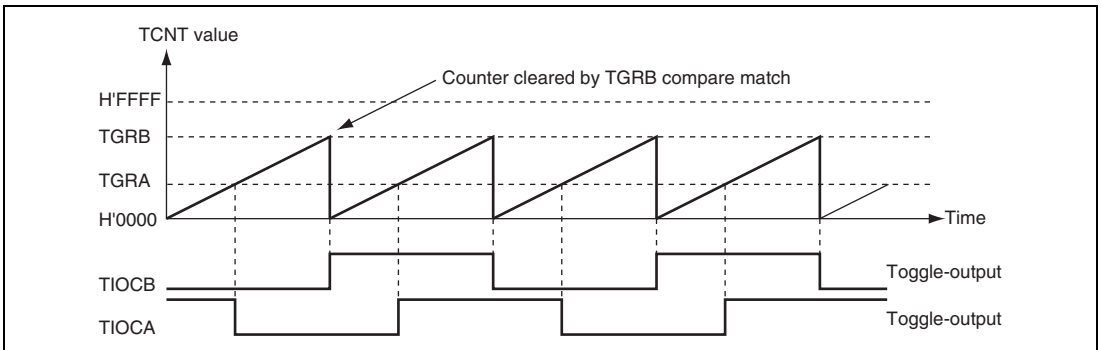 TCNT value
Counter cleared by TGRB compare match
H'FFFF
TGRB
TGRA
H'0000
Time
TIOCB
Toggle-output
TIOCA
Toggle-output